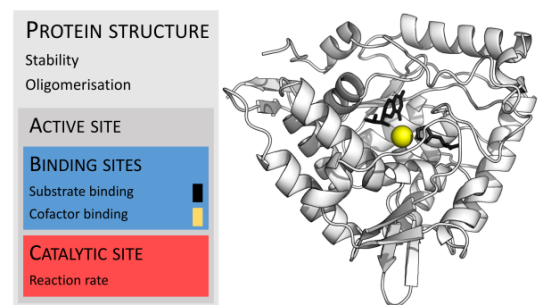 PROTEIN STRUCTURE
Stability
Oligomerisation
ACTIVE SITE
BINDING SITES
Substrate binding
Cofactor binding
CATALYTIC SITE
Reaction rate